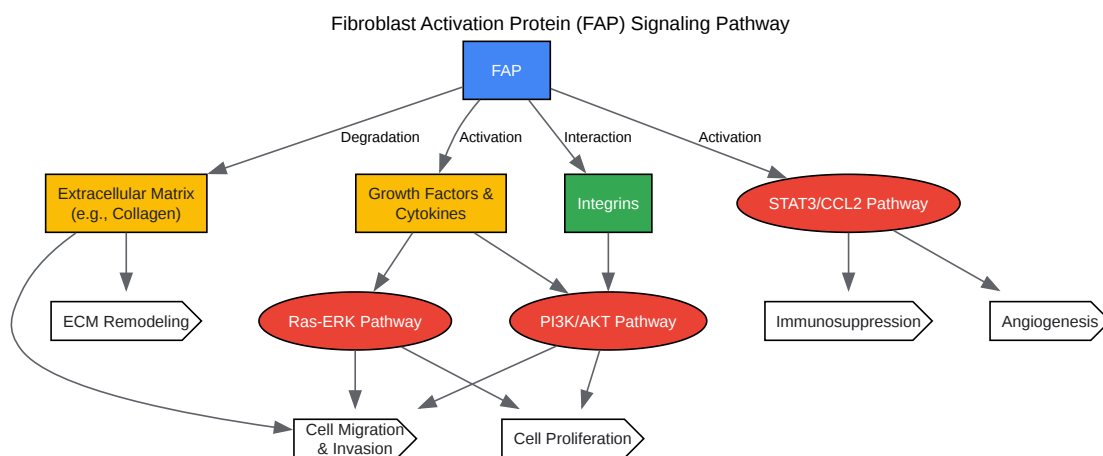 Fibroblast Activation Protein (FAP) Signaling Pathway
FAP
Degradation
Activation
Interaction
Activation
Extracellular Matrix
(e.g., Collagen)
Growth Factors &
Cytokines
Integrins
STAT3/CCL2 Pathway
ECM Remodeling
Ras-ERK Pathway
PI3K/AKT Pathway
Immunosuppression
Angiogenesis
Cell Migration
& Invasion
Cell Proliferation